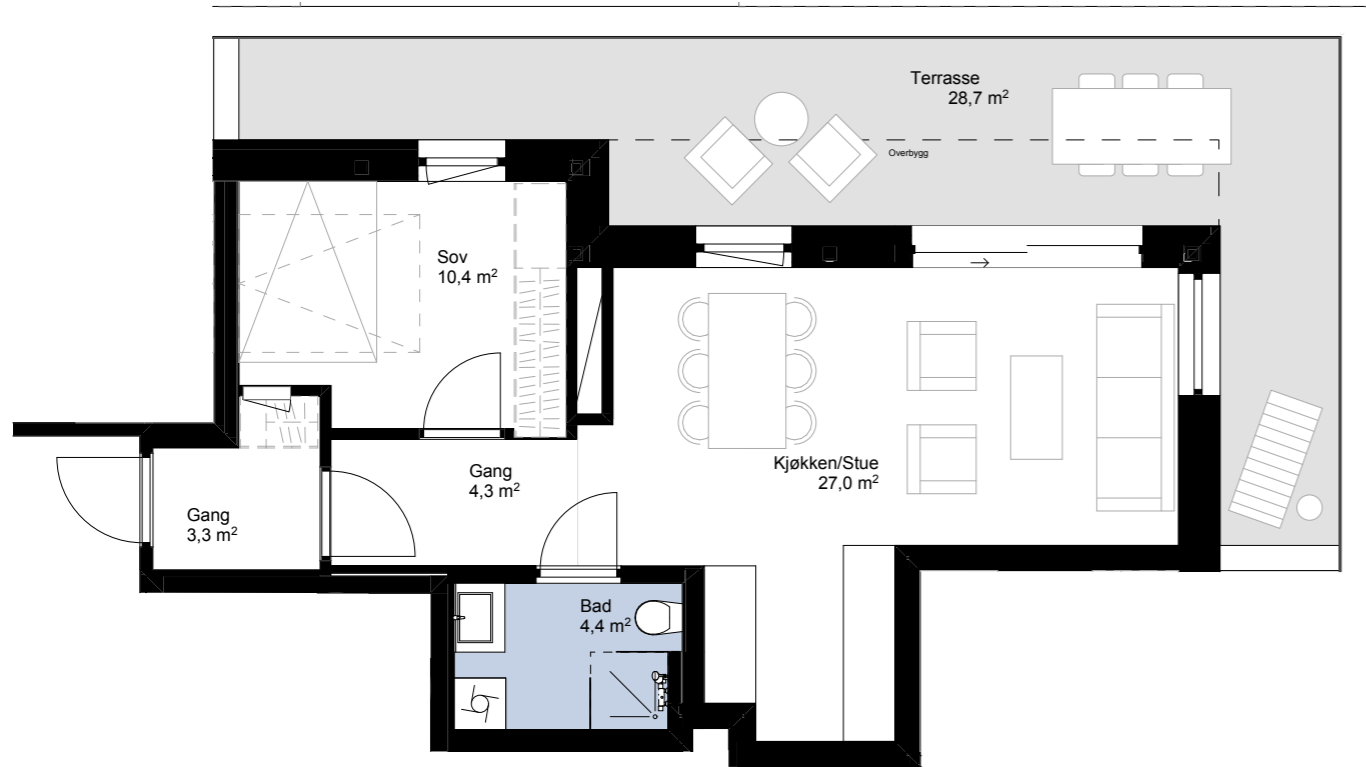 Terrasse
28,7 m²
Overbygg
Sov
10,4 m²
Gang
4,3 m²
Kjøkken/Stue
27,0 m²
Gang
3,3 m²
Bad
4,4 m²